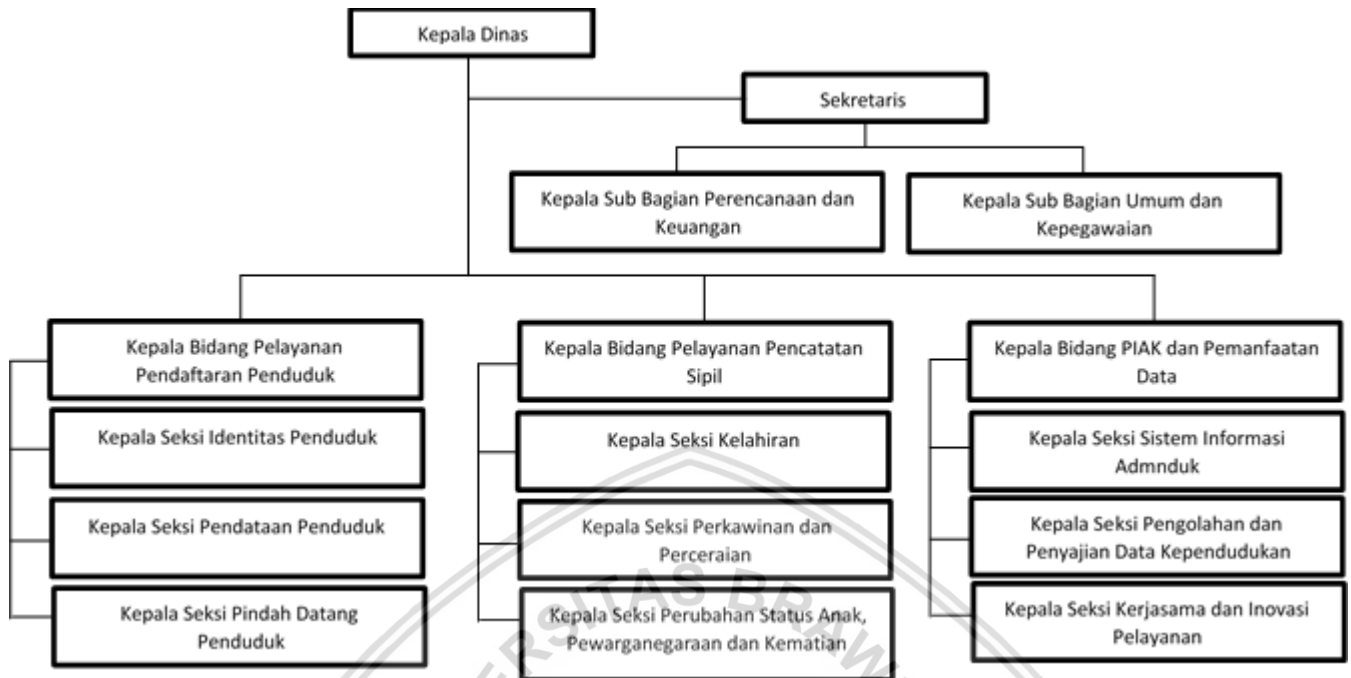 Kepala Dinas
Sekretaris
Kepala Sub Bagian Perencanaan dan
Keuangan
Kepala Sub Bagian Umum dan
Kepegawaian
Kepala Bidang Pelayanan
Pendaftaran Penduduk
Kepala Seksi Identitas Penduduk
Kepala Seksi Pendataan Penduduk
Kepala Seksi Pindah Datang
Penduduk
Kepala Bidang Pelayanan Pencatatan
Sipil
Kepala Seksi Kelahiran
Kepala Seksi Perkawinan dan
Perceraian
Kepala Seksi Perubahan Status Anak,
Pewarganegaraan dan Kematian
Kepala Bidang PIAK dan Pemanfaatan
Data
Kepala Seksi Sistem Informasi
Admnduk
Kepala Seksi Pengolahan dan
Penyajian Data Kependudukan
Kepala Seksi Kerjasama dan Inovasi
Pelayanan